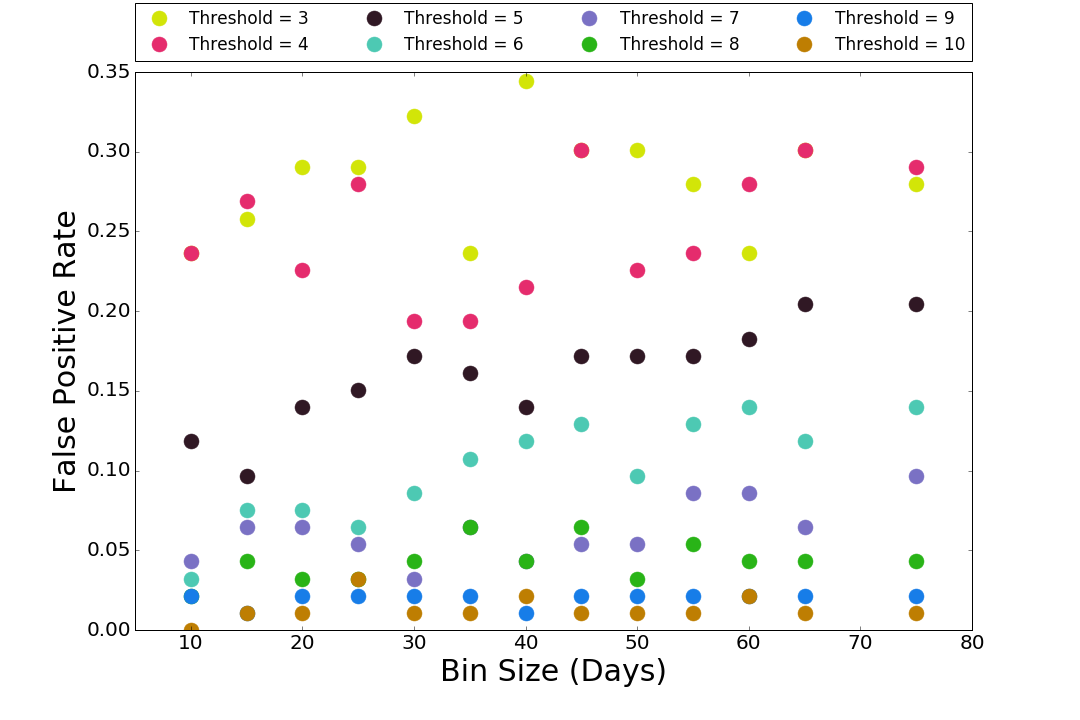 Threshold = 3 Threshold = 5 Threshold = 7 Threshold = 9
Threshold = 4 Threshold = 6 Threshold = 8 Threshold = 10
0.35
0.30
0.25
0.20
0.15
0.10
0.05
0.00
False Positive Rate
10 20 30 40 50 60 70 80
Bin Size (Days)